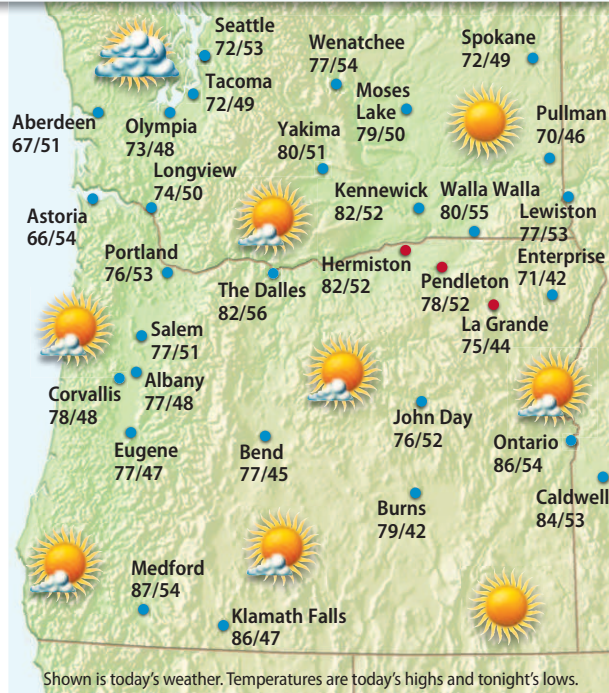 Seattle
72/53
Wenatchee
77/54
Spokane
72/49
Tacoma
72/49
Moses
Lake
79/50
Aberdeen
67/51
Olympia
73/48
Yakima
80/51
Pullman
70/46
Longview
74/50
Kennewick
82/52
Walla Walla
80/55
Lewiston
77/53
Astoria
66/54
Portland
76/53
The Dalles
82/56
Hermiston
82/52
Pendleton
78/52
Enterprise
71/42
La Grande
75/44
Salem
77/51
Corvallis
78/48
Albany
77/48
John Day
76/52
Ontario
86/54
Eugene
77/47
Bend
77/45
Caldwell
84/53
Burns
79/42
Medford
87/54
Klamath Falls
86/47
Shown is today's weather. Temperatures are today's highs and tonight's lows.